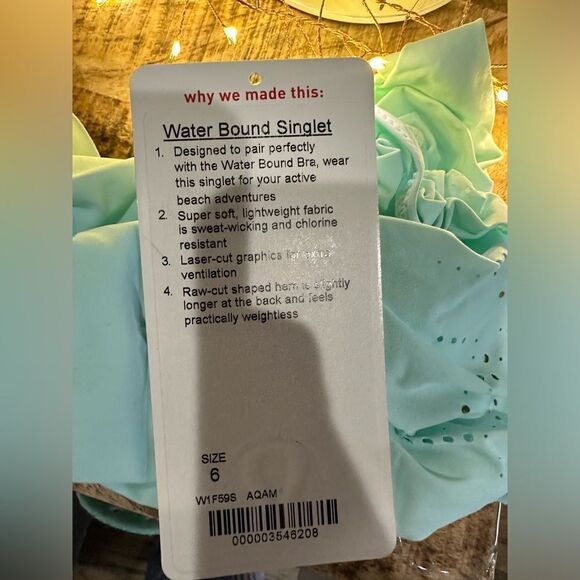 why we made this:
Water Bound Singlet
1. Designed to pair perfectly
with the Water Bound Bra, wear
this singlet for your active
beach adventures
2. Super soft, lightweight fabric
is sweat-wicking and chlorine
resistant
3. Laser-cut graphics for extra
ventilation
4. Raw-cut shaped hem is slightly
longer at the back and feels
practically weightless
SIZE
6
W1F59S AQAM
000003546208